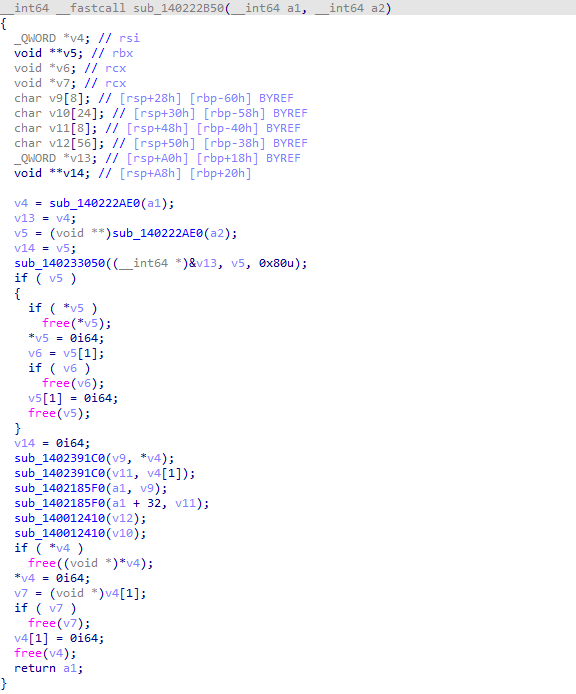 __int64 __fastcall sub_140222B50(__int64 a1, __int64 a2)
{
  _QWORD *v4; // rsi
  void **v5; // rbx
  void *v6; // rcx
  void *v7; // rcx
  char v9[8]; // [rsp+28h] [rbp-60h] BYREF
  char v10[24]; // [rsp+30h] [rbp-58h] BYREF
  char v11[8]; // [rsp+48h] [rbp-40h] BYREF
  char v12[56]; // [rsp+50h] [rbp-38h] BYREF
  _QWORD *v13; // [rsp+A0h] [rbp+18h] BYREF
  void **v14; // [rsp+A8h] [rbp+20h]

  v4 = sub_140222AE0(a1);
  v13 = v4;
  v5 = (void **)sub_140222AE0(a2);
  v14 = v5;
  sub_140233050((__int64 *)&v13, v5, 0x80u);
  if ( v5 )
  {
    if ( *v5 )
      free(*v5);
    *v5 = 0i64;
    v6 = v5[1];
    if ( v6 )
      free(v6);
    v5[1] = 0i64;
    free(v5);
  }
  v14 = 0i64;
  sub_1402391C0(v9, *v4);
  sub_1402391C0(v11, v4[1]);
  sub_1402185F0(a1, v9);
  sub_1402185F0(a1 + 32, v11);
  sub_140012410(v12);
  sub_140012410(v10);
  if ( *v4 )
    free((void *)*v4);
  *v4 = 0i64;
  v7 = (void *)v4[1];
  if ( v7 )
    free(v7);
  v4[1] = 0i64;
  free(v4);
  return a1;
}